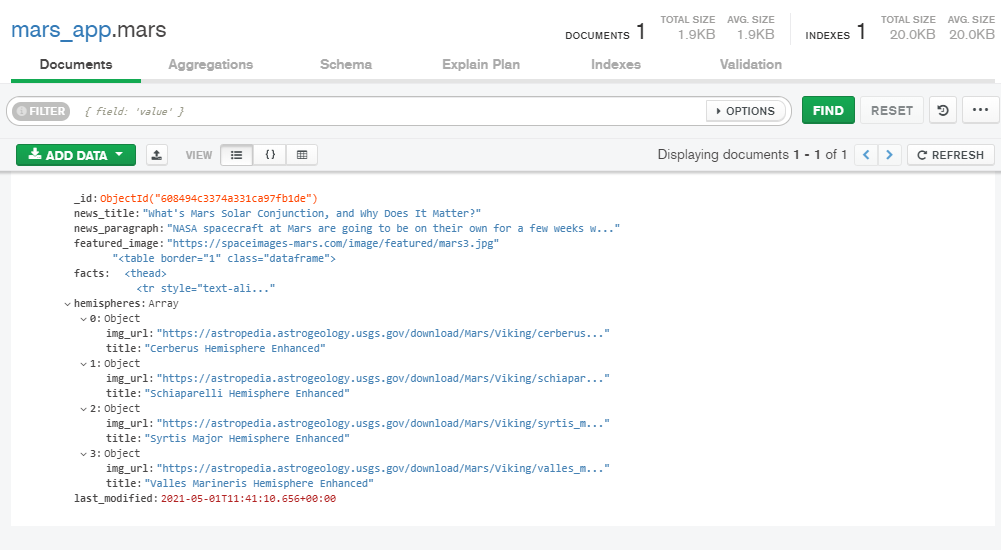 mars_app.mars
DOCUMENTS 1 TOTAL SIZE 1.9KB AVG. SIZE 1.9KB INDEXES 1 TOTAL SIZE 20.0KB AVG. SIZE 20.0KB
Documents Aggregations Schema Explain Plan Indexes Validation
FILTER { field: 'value' } OPTIONS FIND RESET
ADD DATA VIEW {} Displaying documents 1 - 1 of 1 REFRESH
_id: ObjectId("608494c3374a331ca97fb1de")
news_title: "What's Mars Solar Conjunction, and Why Does It Matter?"
news_paragraph: "NASA spacecraft at Mars are going to be on their own for a few weeks w..."
featured_image: "https://spaceimages-mars.com/image/featured/mars3.jpg"
"<table border="1" class="dataframe">
facts: <thead>
<tr style="text-ali..."
hemispheres: Array
0: Object
img_url: "https://astropedia.astrogeology.usgs.gov/download/Mars/Viking/cerberus..."
title: "Cerberus Hemisphere Enhanced"
1: Object
img_url: "https://astropedia.astrogeology.usgs.gov/download/Mars/Viking/schiapar..."
title: "Schiaparelli Hemisphere Enhanced"
2: Object
img_url: "https://astropedia.astrogeology.usgs.gov/download/Mars/Viking/syrtis_m..."
title: "Syrtis Major Hemisphere Enhanced"
3: Object
img_url: "https://astropedia.astrogeology.usgs.gov/download/Mars/Viking/valles_m..."
title: "Valles Marineris Hemisphere Enhanced"
last_modified: 2021-05-01T11:41:10.656+00:00